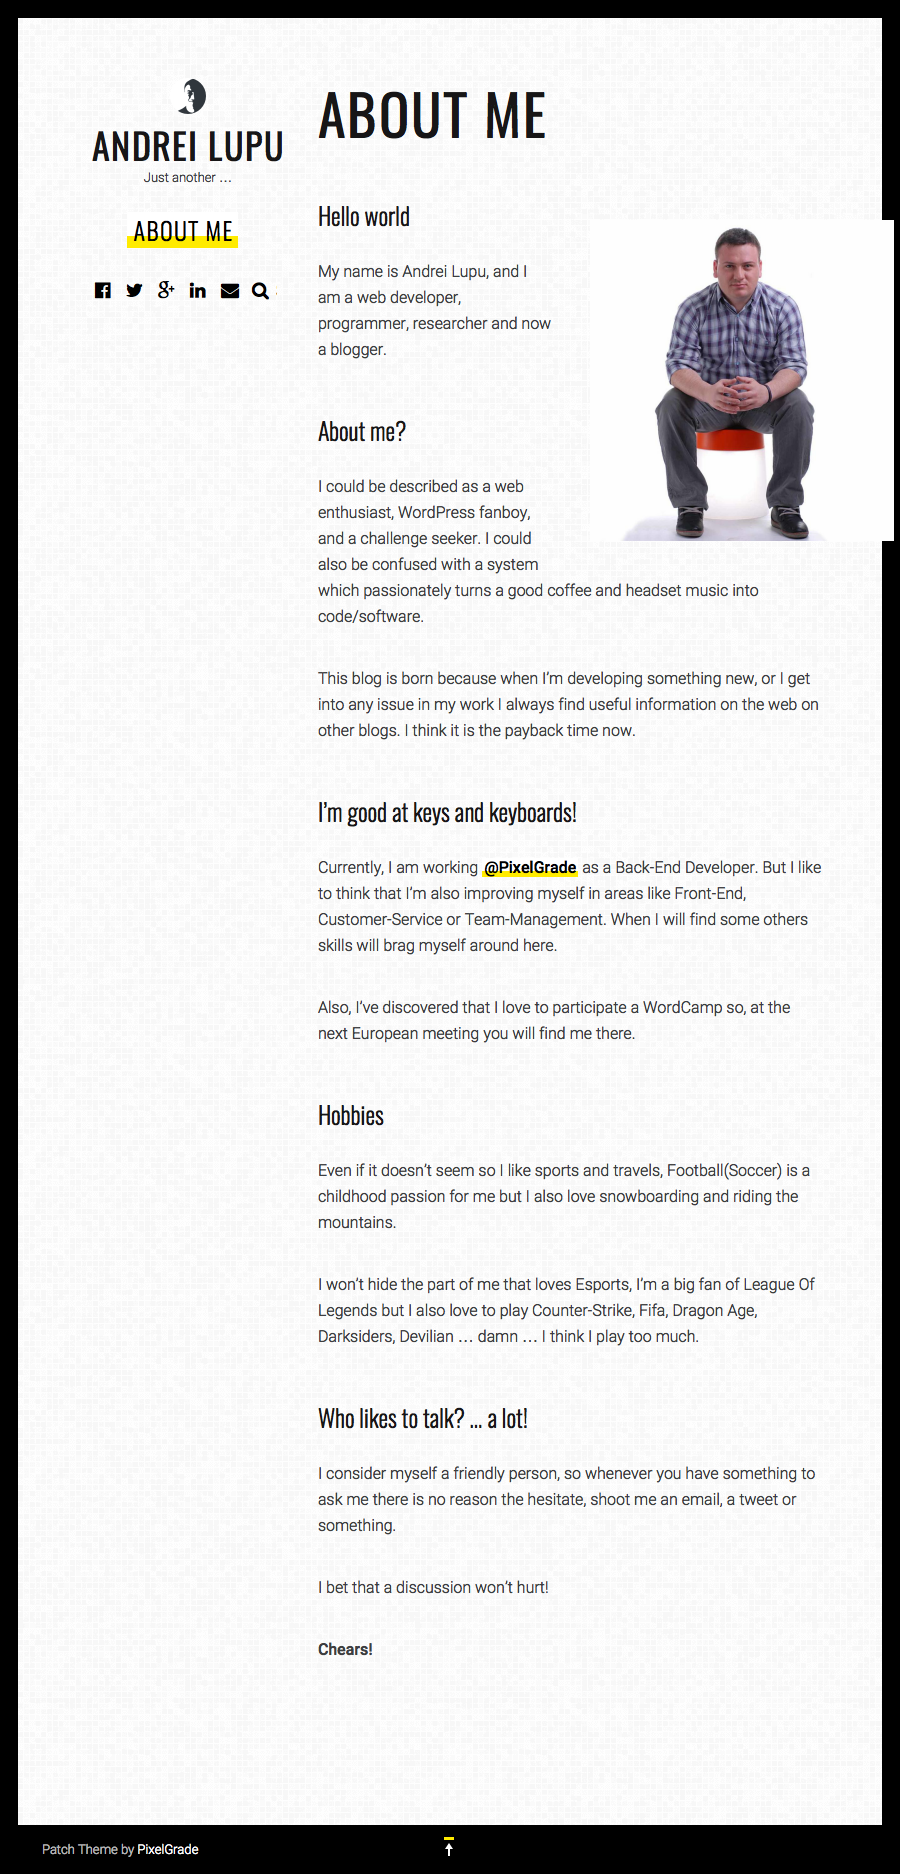 ANDREI LUPU
Just another ...
ABOUT ME
ABOUT ME
Hello world
My name is Andrei Lupu, and I
am a web developer,
programmer, researcher and now
a blogger.
About me?
I could be described as a web
enthusiast, WordPress fanboy,
and a challenge seeker. I could
also be confused with a system
which passionately turns a good coffee and headset music into
code/software.
This blog is born because when I’m developing something new, or I get
into any issue in my work I always find useful information on the web on
other blogs. I think it is the payback time now.
I’m good at keys and keyboards!
Currently, I am working @PixelGrade as a Back-End Developer. But I like
to think that I’m also improving myself in areas like Front-End,
Customer-Service or Team-Management. When I will find some others
skills will brag myself around here.
Also, I’ve discovered that I love to participate a WordCamp so, at the
next European meeting you will find me there.
Hobbies
Even if it doesn’t seem so I like sports and travels, Football(Soccer) is a
childhood passion for me but I also love snowboarding and riding the
mountains.
I won’t hide the part of me that loves Esports, I’m a big fan of League Of
Legends but I also love to play Counter-Strike, Fifa, Dragon Age,
Darksiders, Devilian … damn … I think I play too much.
Who likes to talk? … a lot!
I consider myself a friendly person, so whenever you have something to
ask me there is no reason the hesitate, shoot me an email, a tweet or
something.
I bet that a discussion won’t hurt!
Chears!
Patch Theme by PixelGrade